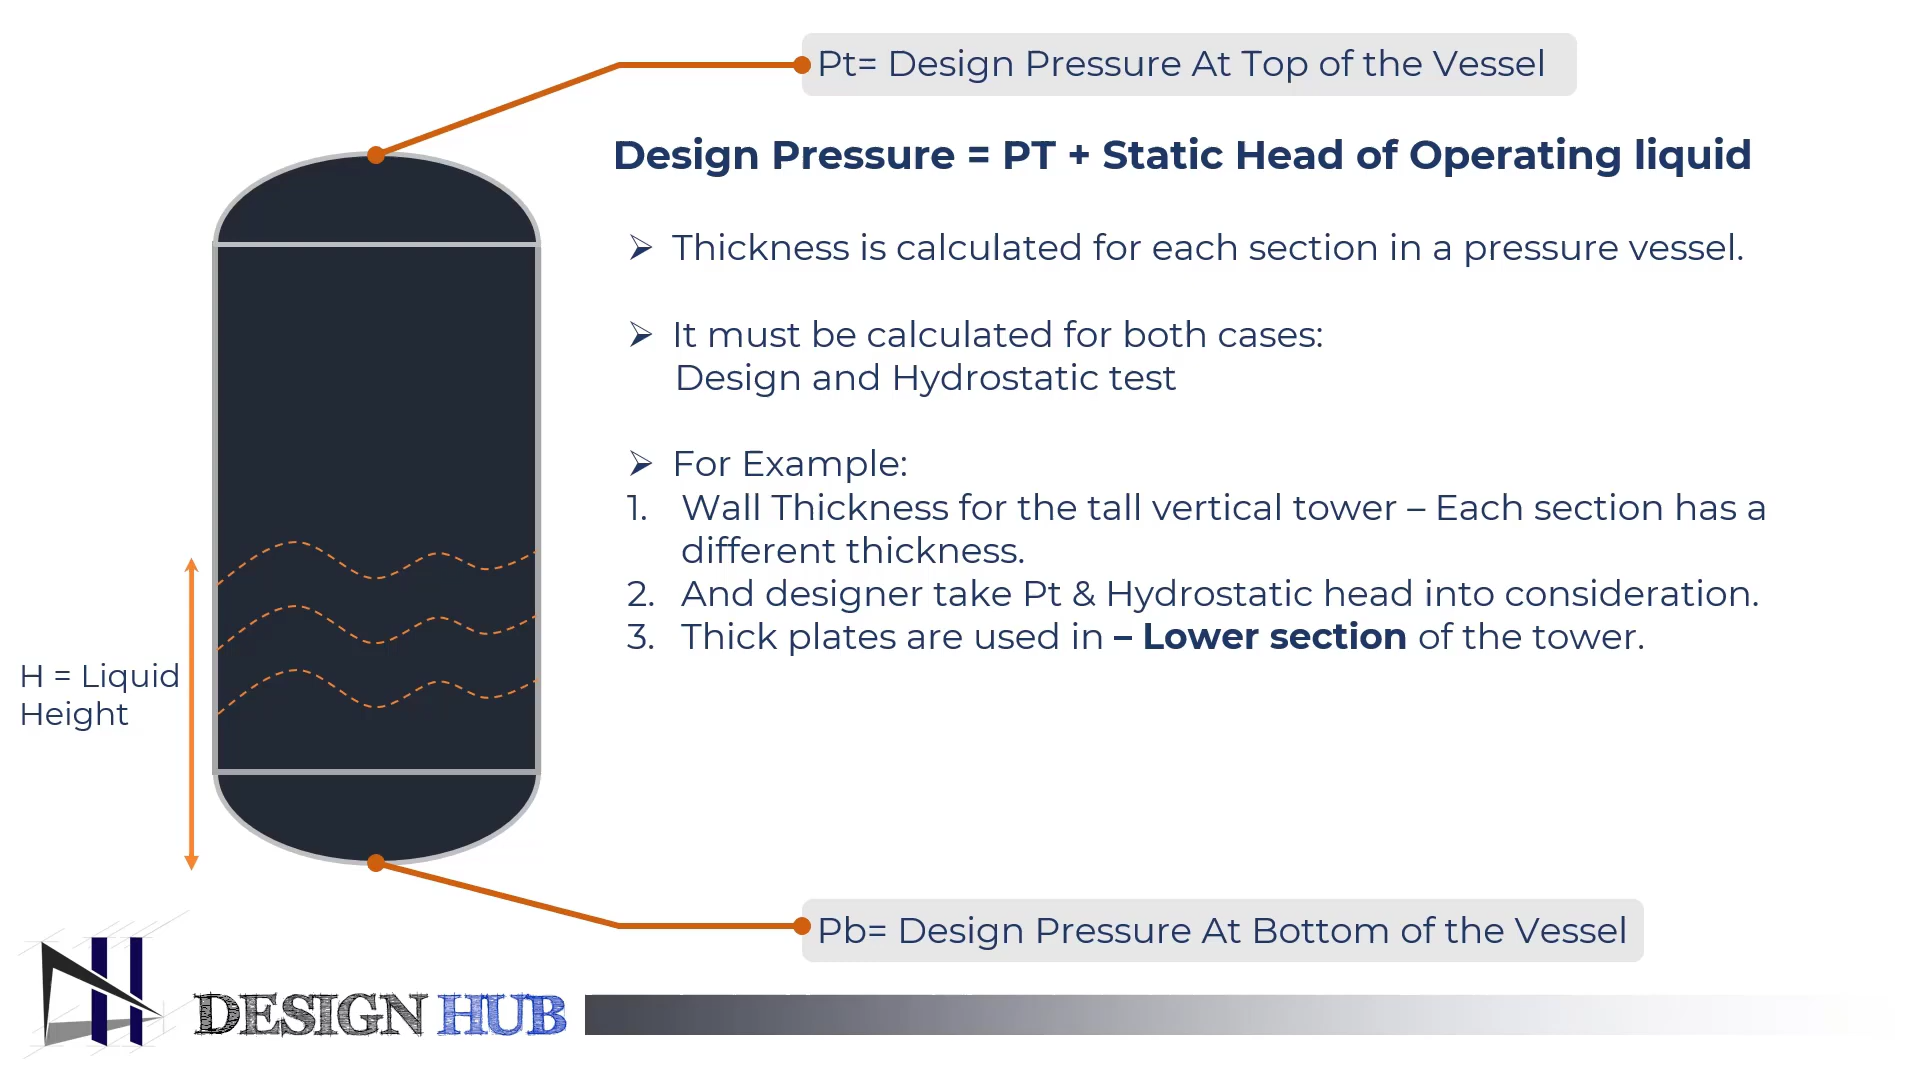 Pt= Design Pressure At Top of the Vessel
Design Pressure = PT + Static Head of Operating liquid
➢ Thickness is calculated for each section in a pressure vessel.
➢ It must be calculated for both cases:
Design and Hydrostatic test
➢ For Example:
1. Wall Thickness for the tall vertical tower – Each section has a
different thickness.
2. And designer take Pt & Hydrostatic head into consideration.
3. Thick plates are used in – Lower section of the tower.
H = Liquid
Height
Pb= Design Pressure At Bottom of the Vessel
DESIGN HUB